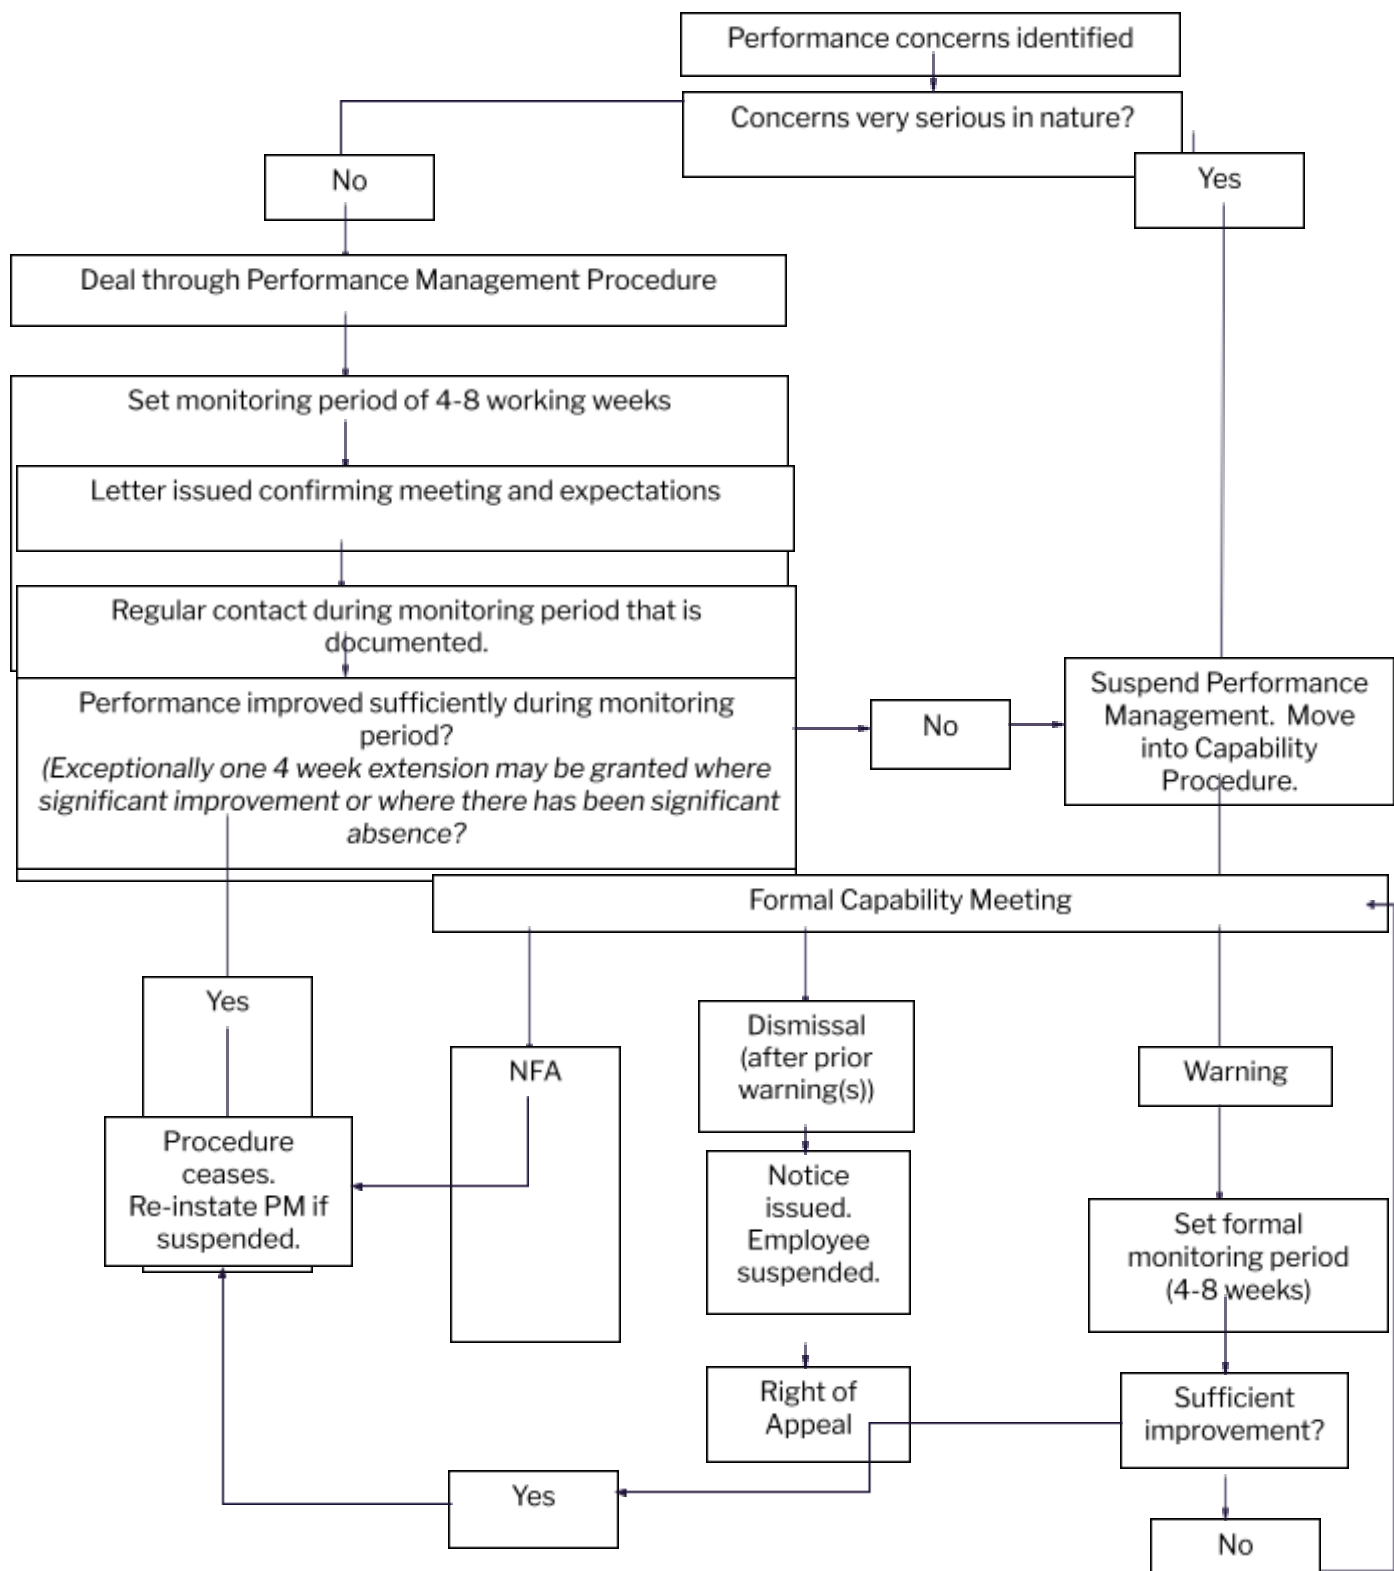 Performance concerns identified
Concerns very serious in nature?
No
Yes
Deal through Performance Management Procedure
Set monitoring period of 4-8 working weeks
Letter issued confirming meeting and expectations
Regular contact during monitoring period that is
documented.
Performance improved sufficiently during monitoring
period?
(Exceptionally one 4 week extension may be granted where
significant improvement or where there has been significant
absence?
No
Suspend Performance
Management. Move
into Capability
Procedure.
Formal Capability Meeting
Yes
Procedure
ceases.
Re-instate PM if
suspended.
NFA
Dismissal
(after prior
warning(s))
Notice
issued.
Employee
suspended.
Right of
Appeal
Warning
Set formal
monitoring period
(4-8 weeks)
Sufficient
improvement?
Yes
No